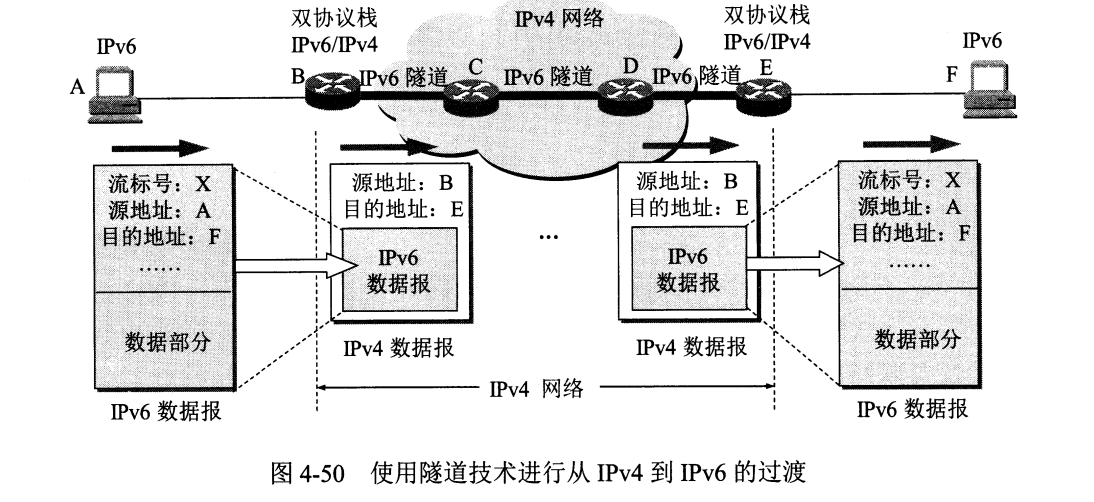 IPv4 网络
双协议栈
IPv6/IPv4
双协议栈
IPv6/IPv4
IPv6
IPv6
A
B
IPv6 隧道
C
IPv6 隧道
D
IPv6 隧道
E
F
流标号：X
源地址：A
目的地址：F
……
数据部分
IPv6 数据报
源地址：B
目的地址：E
IPv6
数据报
IPv4 数据报
...
源地址：B
目的地址：E
IPv6
数据报
IPv4 数据报
流标号：X
源地址：A
目的地址：F
……
数据部分
IPv6 数据报
IPv4 网络
图 4-50 使用隧道技术进行从 IPv4 到 IPv6 的过渡